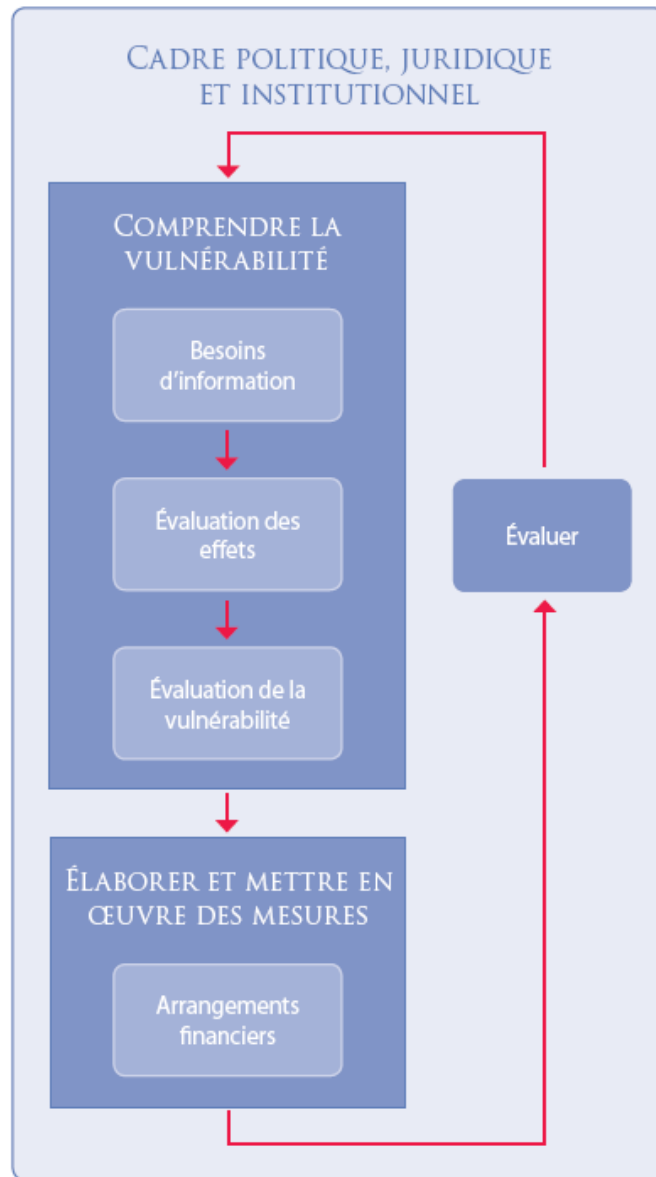 CADRE POLITIQUE, JURIDIQUE
ET INSTITUTIONNEL
COMPRENDRE LA
VULNÉRABILITÉ
Besoins
d'information
Évaluation des
effets
Évaluation de la
vulnérabilité
ÉLABORER ET METTRE EN
ŒUVRE DES MESURES
Arrangements
financiers
Évaluer